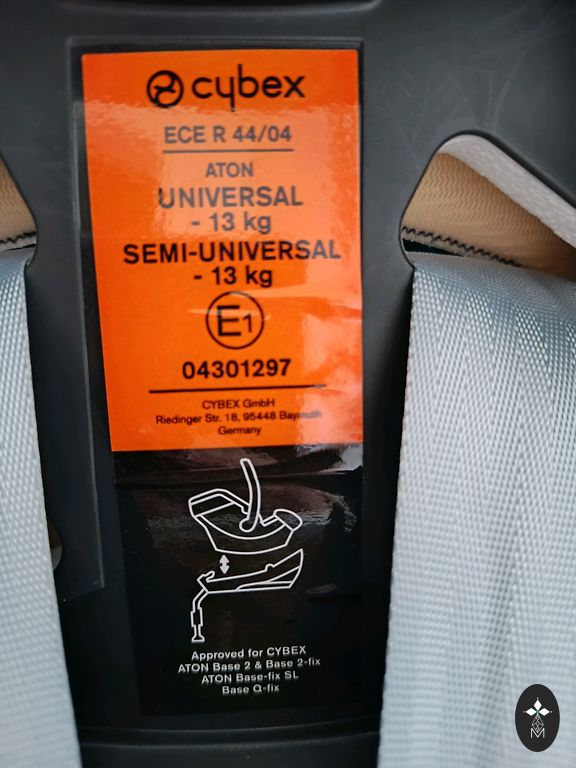 cybex
ECE R 44/04
ATON
UNIVERSAL
- 13 kg
SEMI-UNIVERSAL
- 13 kg
E1
04301297
CYBEX GmbH
Riedinger Str. 18, 95448 Bayreuth
Germany
Approved for CYBEX
ATON Base 2 & Base 2-fix
ATON Base-fix SL
Base Q-fix
M